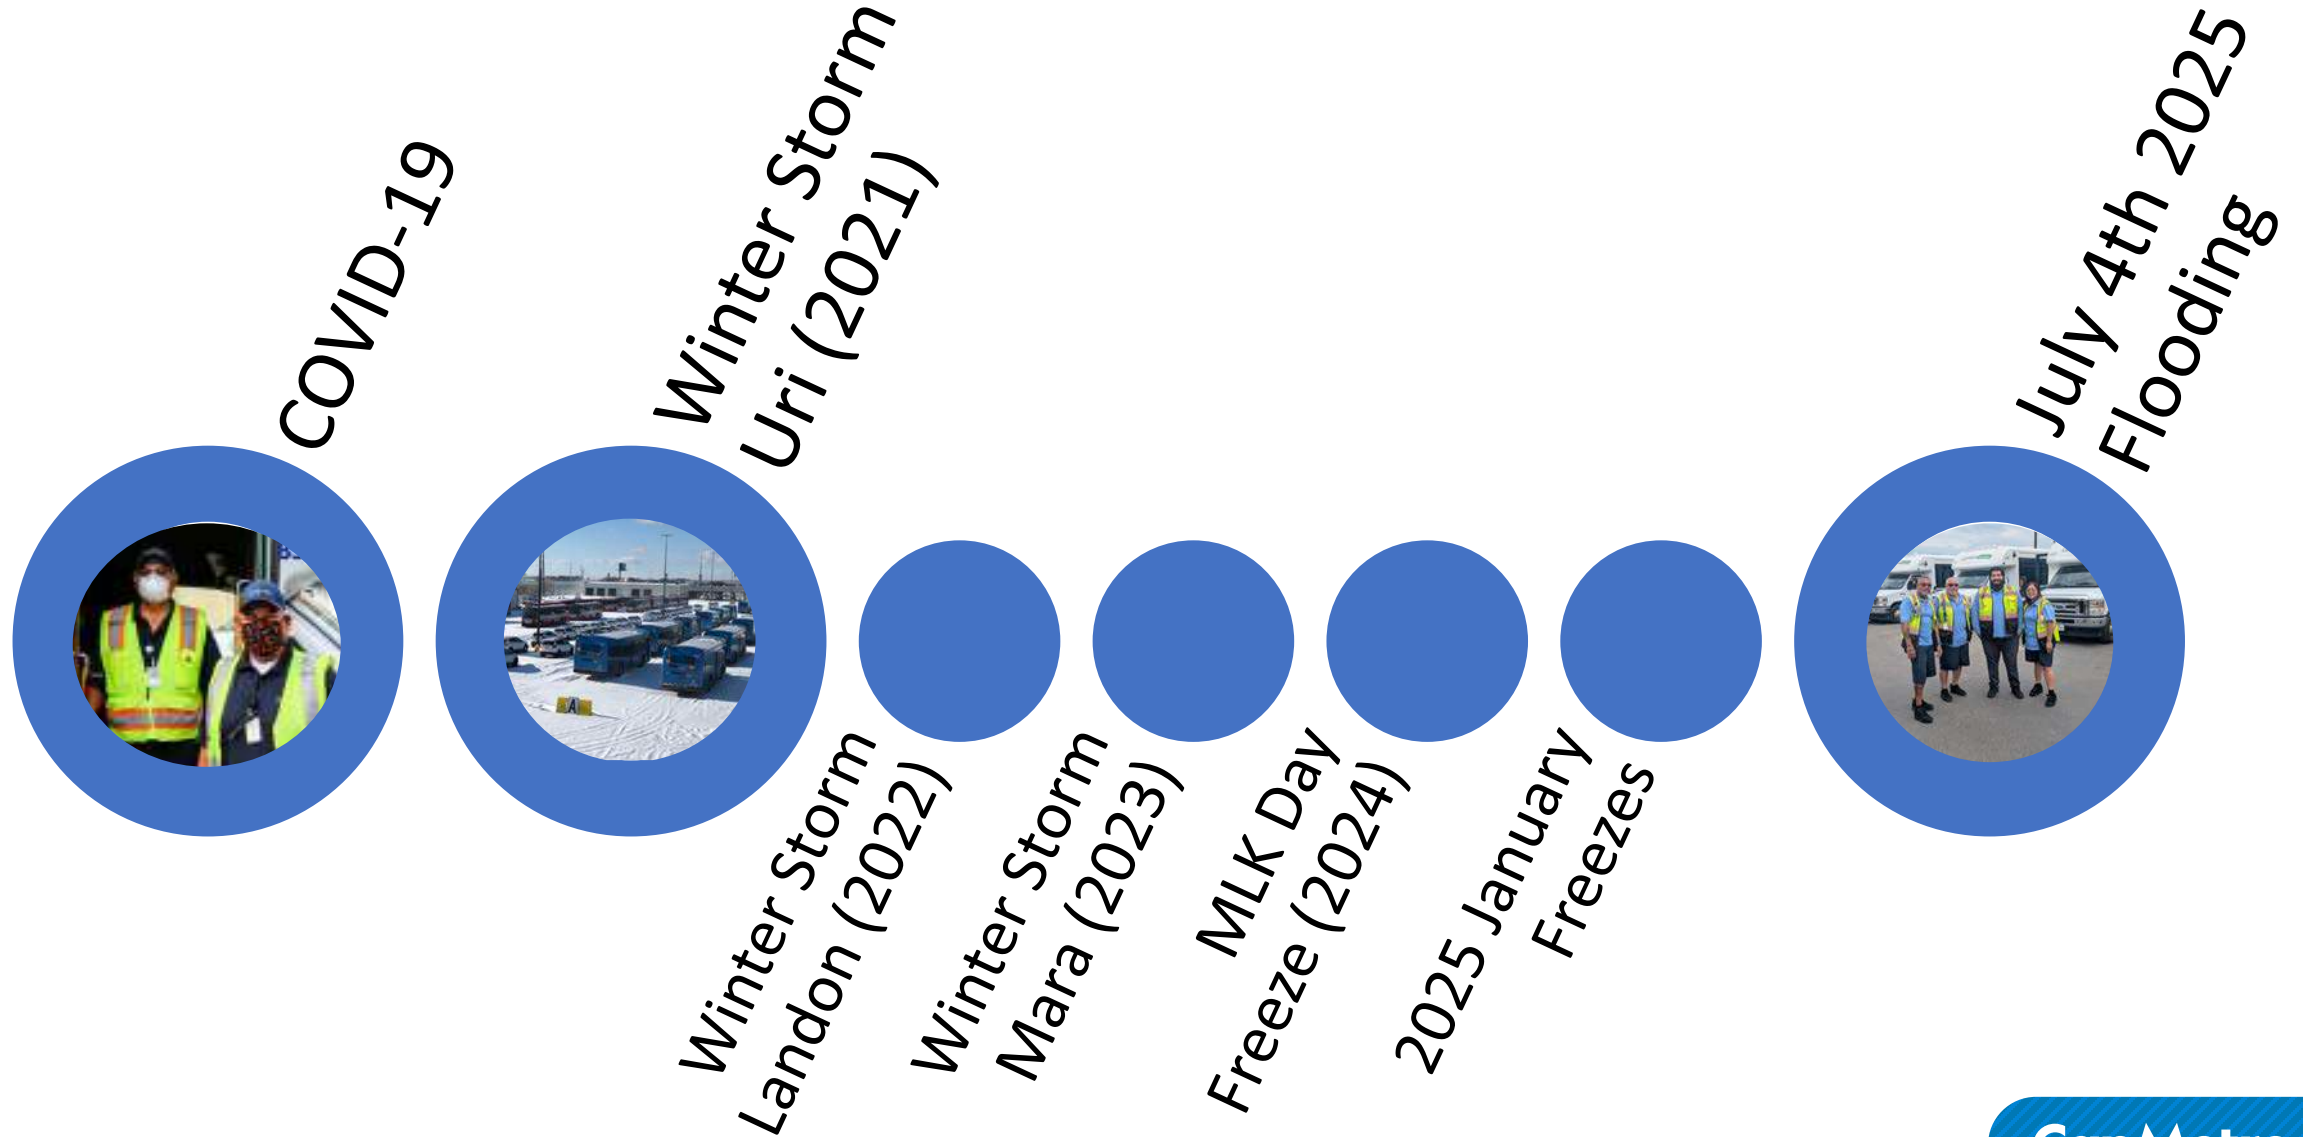 COVID-19
Winter Storm
Uri (2021)
Winter Storm
Landon (2022)
Winter Storm
Mara (2023)
MLK Day
Freeze (2024)
2025 January
Freezes
July 4th 2025
Flooding
A